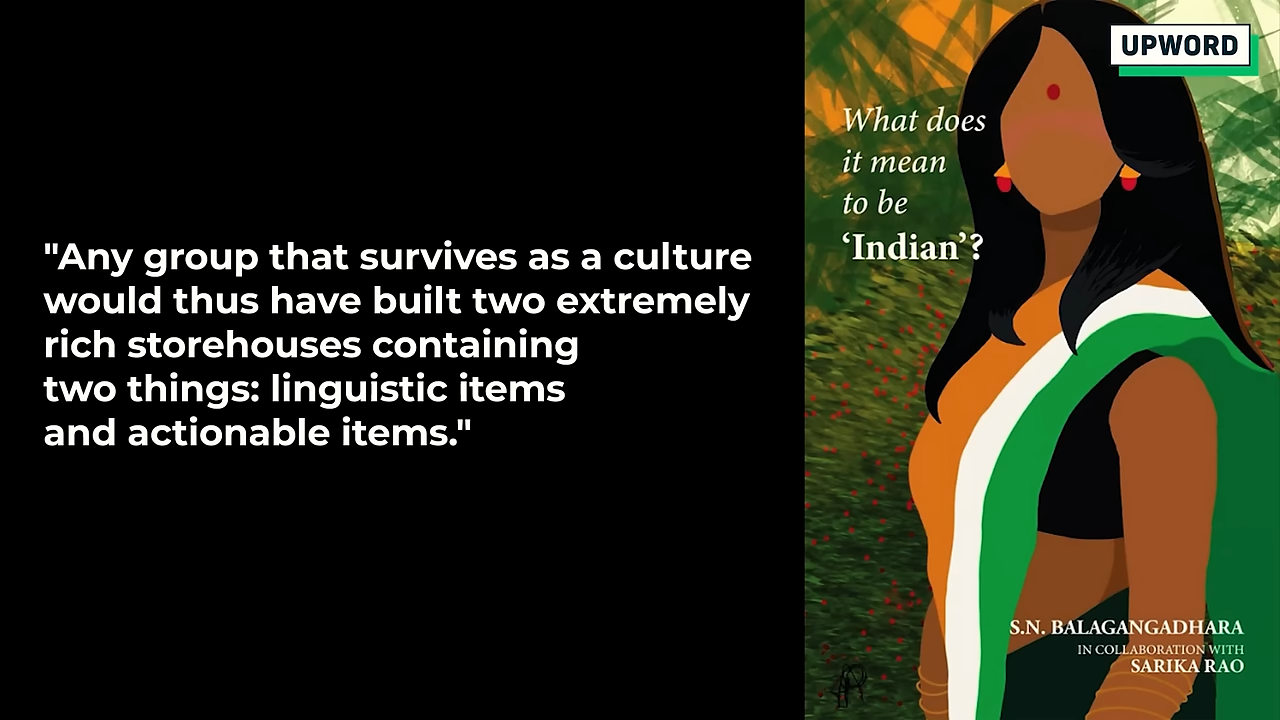 "Any group that survives as a culture
would thus have built two extremely
rich storehouses containing
two things: linguistic items
and actionable items."
UPWORD
What does
it mean
to be
‘Indian’?
S.N. BALAGANGADHARA
IN COLLABORATION WITH
SARIKA RAO